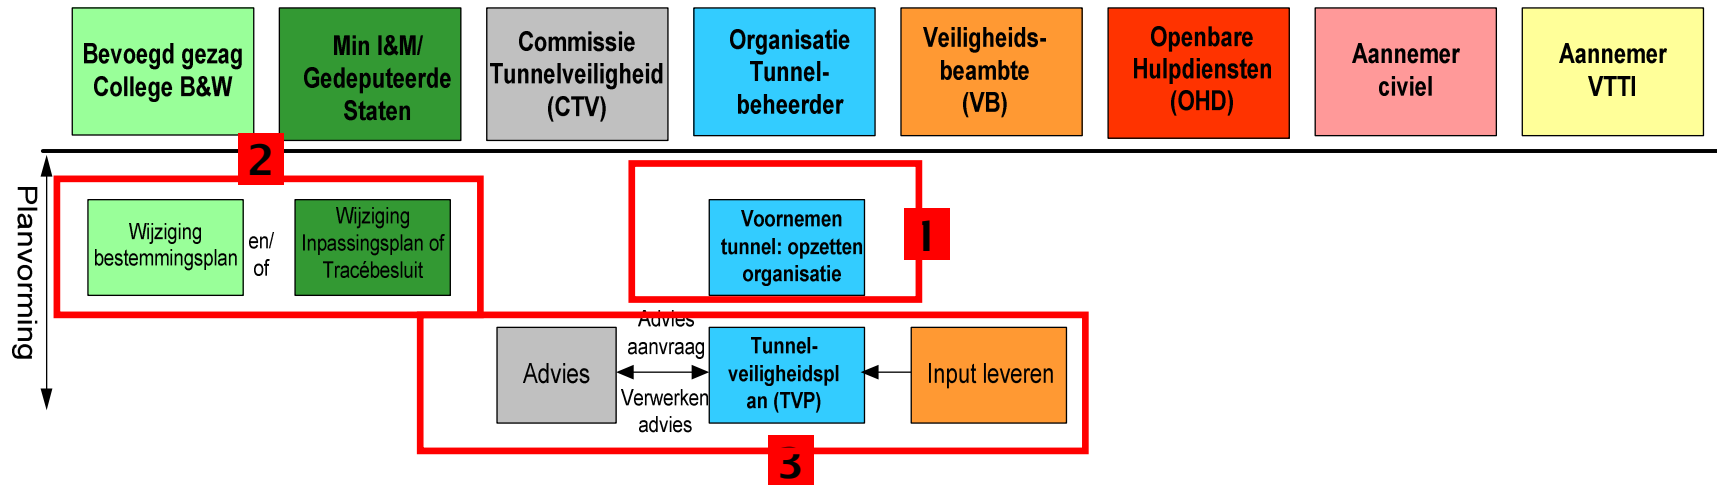 Bevoegd gezag
College B&W
Min I&M/
Gedeputeerde
Staten
Commissie
Tunnelveiligheid
(CTV)
Organisatie
Tunnel-
beheerder
Veiligheids-
beambte
(VB)
Openbare
Hulpdiensten
(OHD)
Aannemer
civiel
Aannemer
VTTI
Planvorming
2
Wijziging
bestemmingsplan
en/
of
Wijziging
Inpassingsplan of
Tracébesluit
Voornemen
tunnel: opzetten
organisatie
1
Advies
Advies
aanvraag
Verwerken
advies
Tunnel-
veiligheidspl
an (TVP)
Input leveren
3